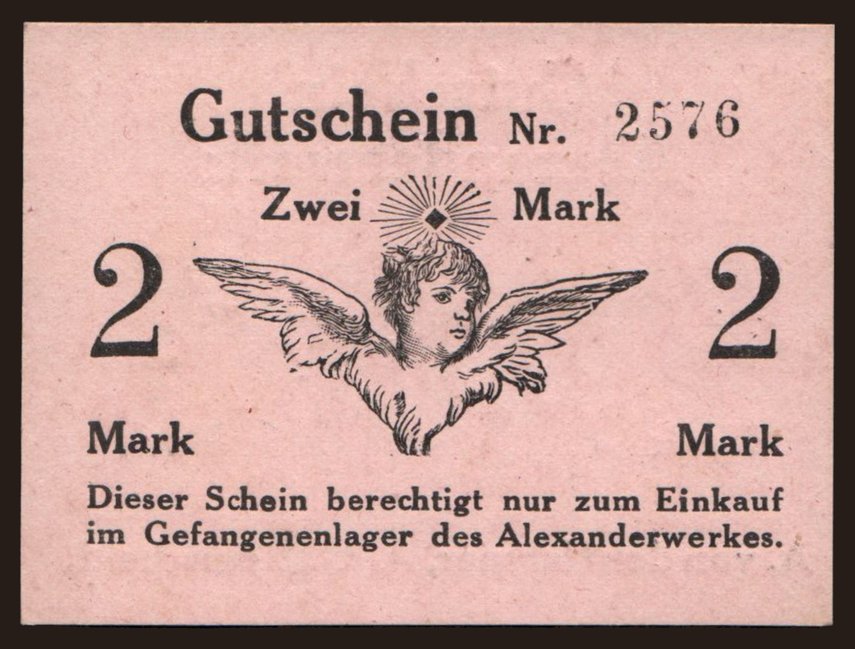 Gutschein Nr. 2576
Zwei Mark
2 2
Mark Mark
Dieser Schein berechtigt nur zum Einkauf
im Gefangenenlager des Alexanderwerkes.